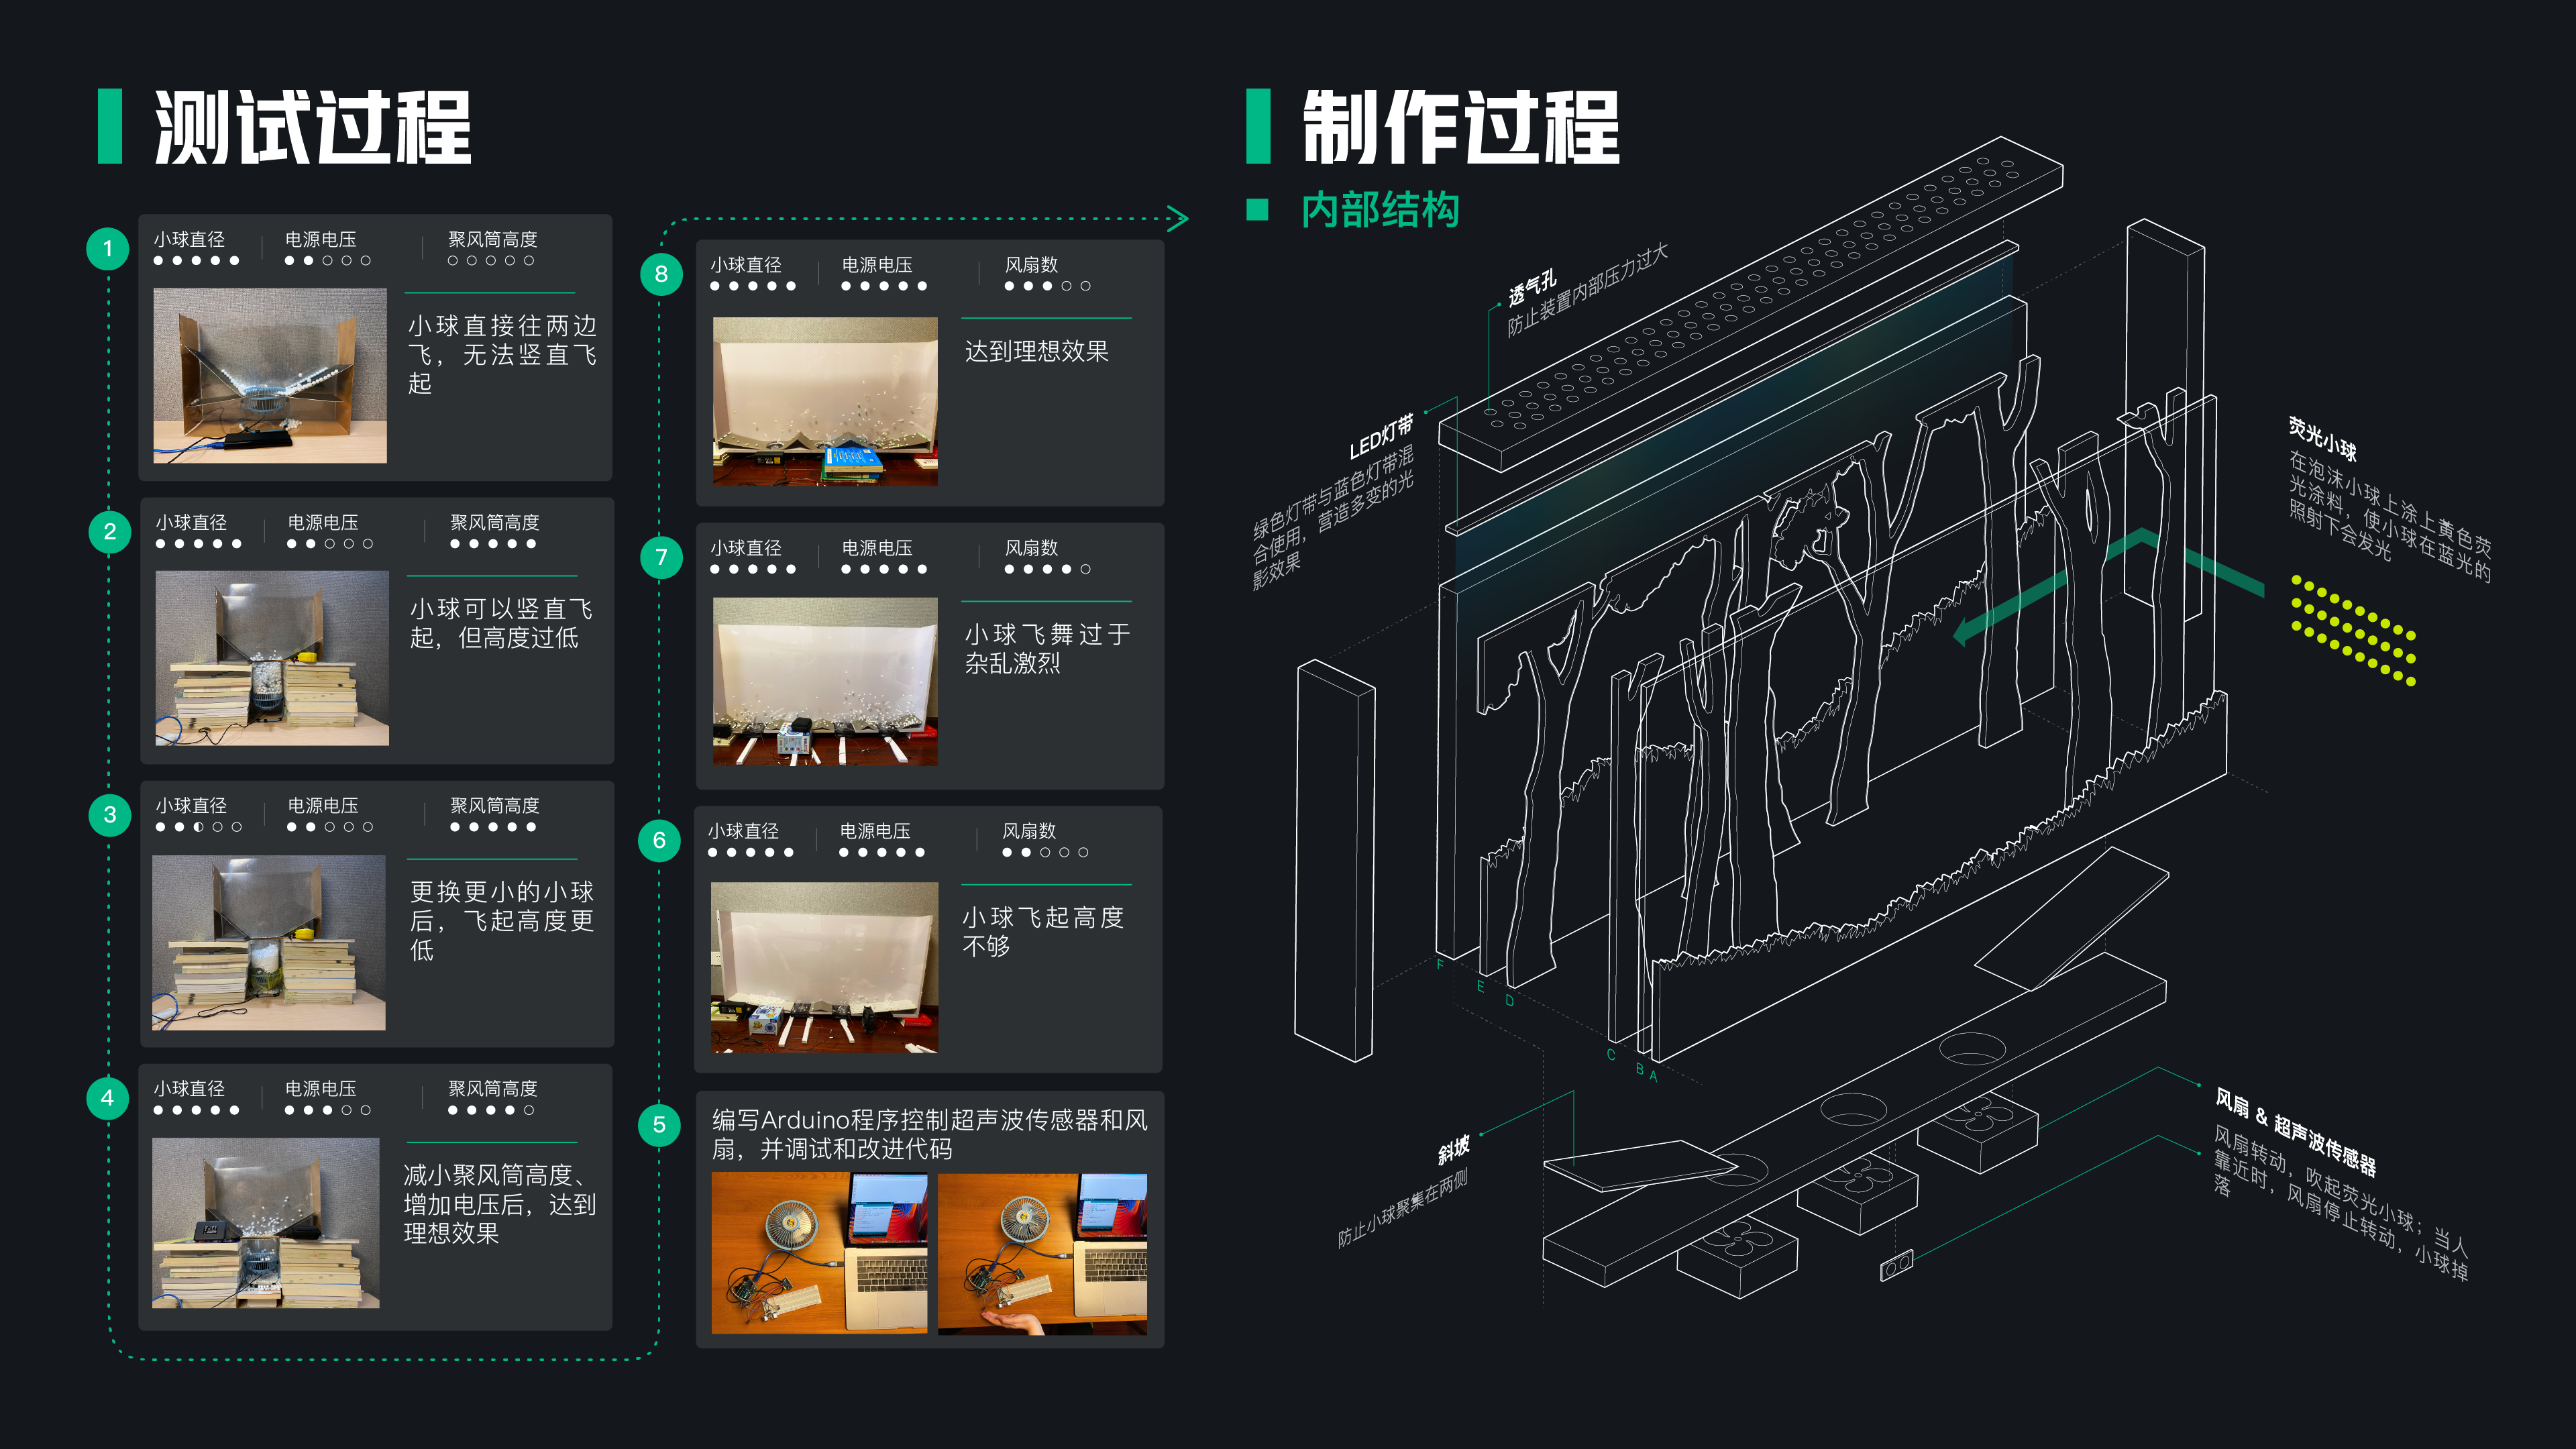 测试过程
1
小球直径
电源电压
聚风筒高度
小球直接往两边
飞，无法竖直飞
起
2
小球直径
电源电压
聚风筒高度
小球可以竖直飞
起，但高度过低
3
小球直径
电源电压
聚风筒高度
更换更小的小球
后，飞起高度更
低
4
小球直径
电源电压
聚风筒高度
减小聚风筒高度、
增加电压后，达到
理想效果
5
编写Arduino程序控制超声波传感器和风
扇，并调试和改进代码
6
小球直径
电源电压
风扇数
小球飞起高度
不够
7
小球直径
电源电压
风扇数
小球飞舞过于
杂乱激烈
8
小球直径
电源电压
风扇数
达到理想效果
制作过程
内部结构
透气孔
防止装置内部压力过大
LED灯带
绿色灯带与蓝色灯带混
合使用，营造多变的光
影效果
荧光小球
在泡沫小球上涂上黄色荧
光涂料，使小球在蓝光的
照射下会发光
F
E
D
C
B
A
斜坡
防止小球聚集在两侧
风扇 & 超声波传感器
风扇转动，吹起荧光小球；当人
靠近时，风扇停止转动，小球掉
落